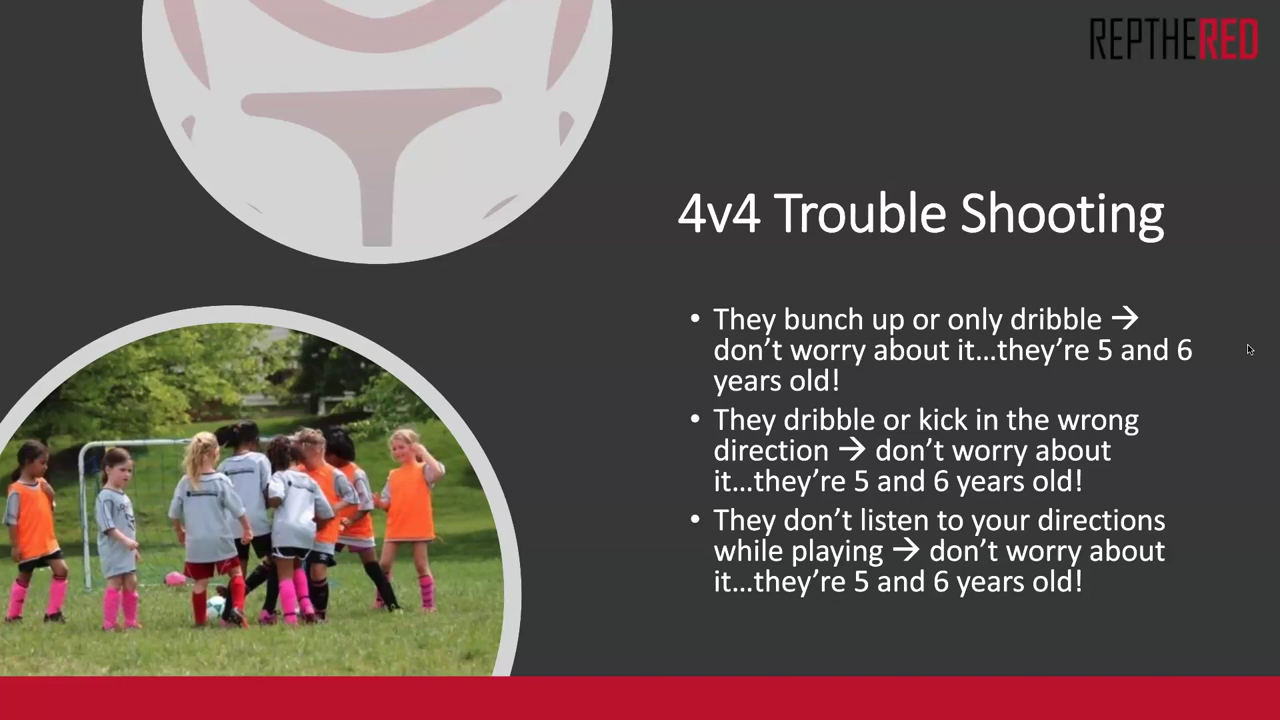 REPTHERED
4v4 Trouble Shooting
• They bunch up or only dribble →
don’t worry about it...they’re 5 and 6
years old!
• They dribble or kick in the wrong
direction → don’t worry about
it...they’re 5 and 6 years old!
• They don’t listen to your directions
while playing → don’t worry about
it...they’re 5 and 6 years old!